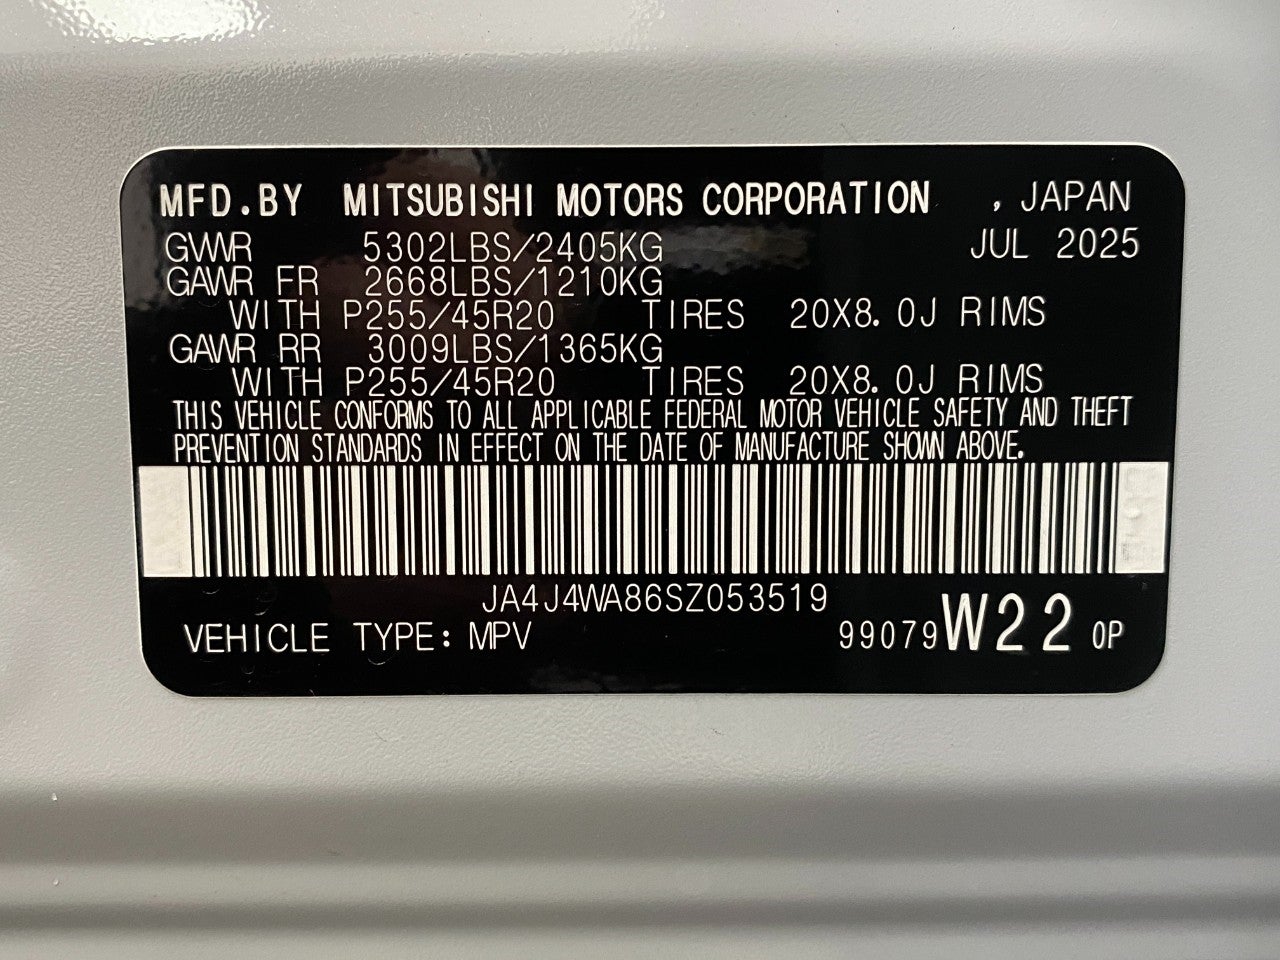 MFD.BY MITSUBISHI MOTORS CORPORATION , JAPAN
GVWR 5302LBS/2405KG JUL 2025
GAWR FR 2668LBS/1210KG
WITH P255/45R20 TIRES 20X8.0J RIMS
GAWR RR 3009LBS/1365KG
WITH P255/45R20 TIRES 20X8.0J RIMS
THIS VEHICLE CONFORMS TO ALL APPLICABLE FEDERAL MOTOR VEHICLE SAFETY AND THEFT
PREVENTION STANDARDS IN EFFECT ON THE DATE OF MANUFACTURE SHOWN ABOVE.
JA4J4WA86SZ053519
VEHICLE TYPE: MPV 99079 W22 0P